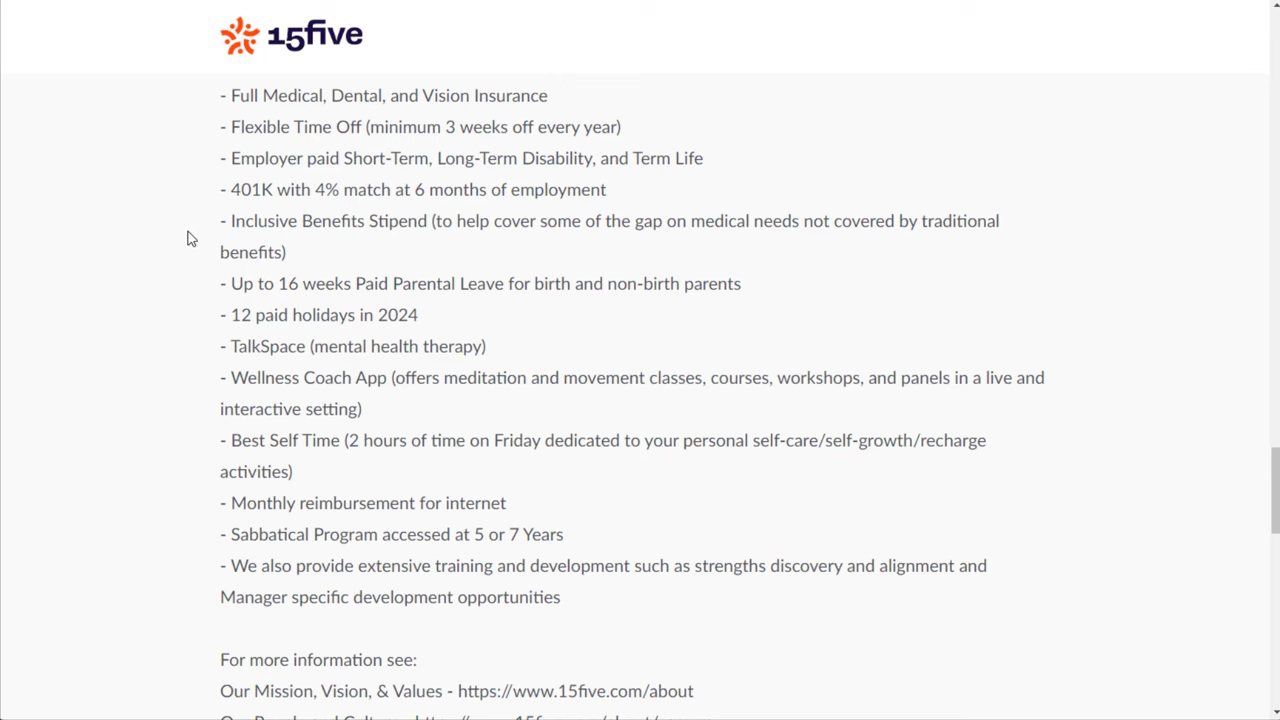 15five
- Full Medical, Dental, and Vision Insurance
- Flexible Time Off (minimum 3 weeks off every year)
- Employer paid Short-Term, Long-Term Disability, and Term Life
- 401K with 4% match at 6 months of employment
- Inclusive Benefits Stipend (to help cover some of the gap on medical needs not covered by traditional
benefits)
- Up to 16 weeks Paid Parental Leave for birth and non-birth parents
- 12 paid holidays in 2024
- TalkSpace (mental health therapy)
- Wellness Coach App (offers meditation and movement classes, courses, workshops, and panels in a live and
interactive setting)
- Best Self Time (2 hours of time on Friday dedicated to your personal self-care/self-growth/recharge
activities)
- Monthly reimbursement for internet
- Sabbatical Program accessed at 5 or 7 Years
- We also provide extensive training and development such as strengths discovery and alignment and
Manager specific development opportunities
For more information see:
Our Mission, Vision, & Values - https://www.15five.com/about